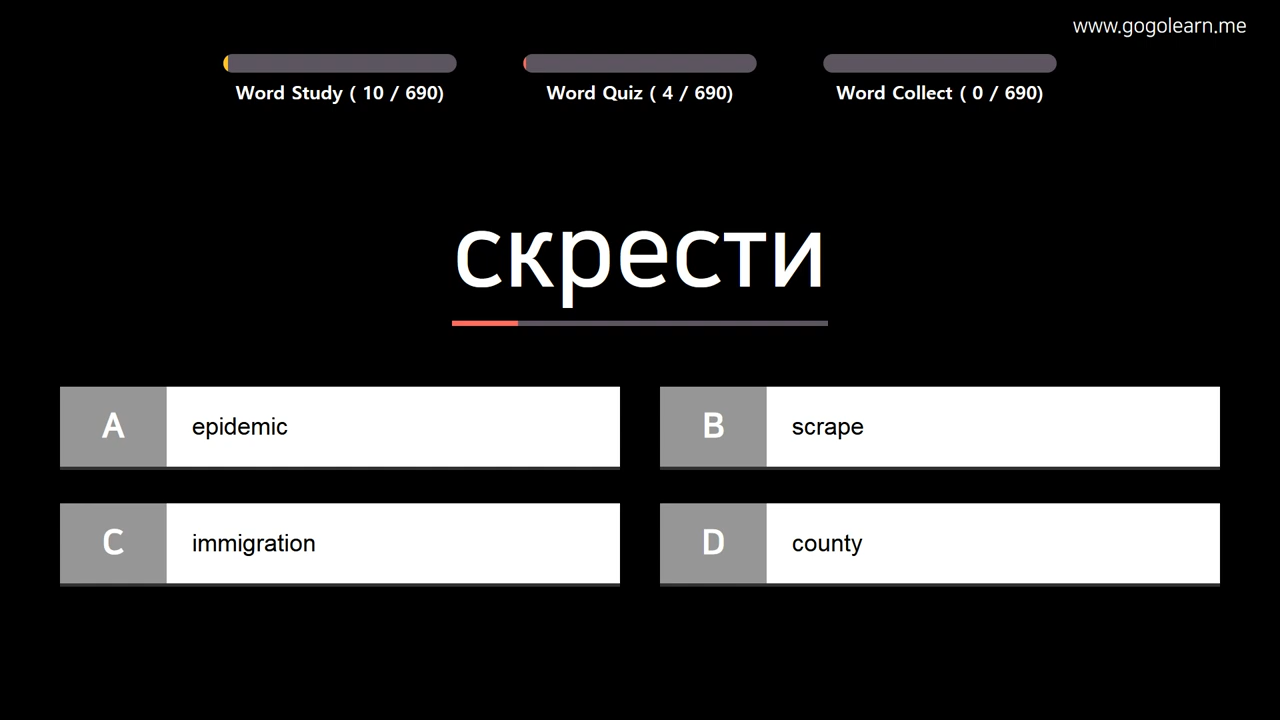 www.gogolearn.me
Word Study ( 10 / 690)
Word Quiz ( 4 / 690)
Word Collect ( 0 / 690)
скрести
A epidemic
B scrape
C immigration
D county